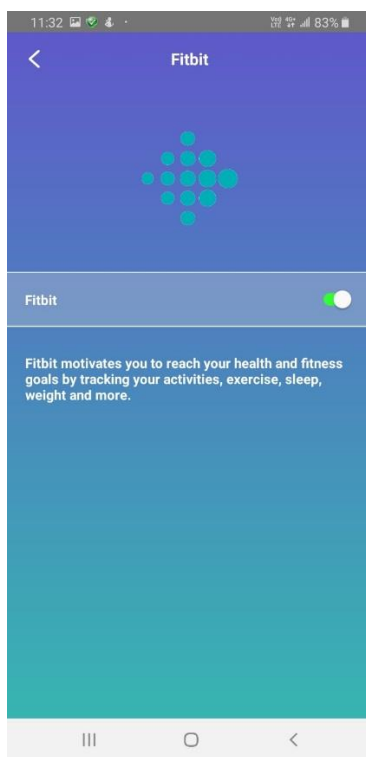 11:32 83%
Fitbit
Fitbit
Fitbit motivates you to reach your health and fitness
goals by tracking your activities, exercise, sleep,
weight and more.